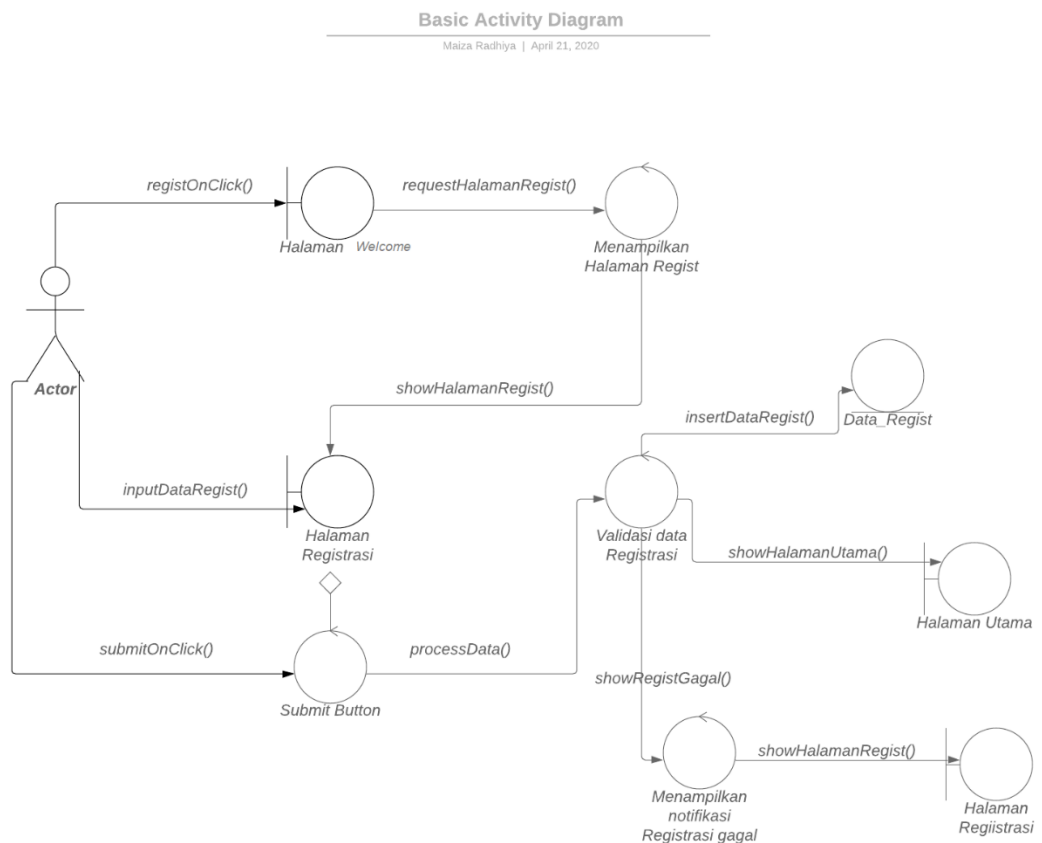 Basic Activity Diagram
Maiza Radhiya | April 21, 2020
registOnClick()
requestHalamanRegist()
Halaman Welcome
Menampilkan
Halaman Regist
Actor
showHalamanRegist()
insertDataRegist()
Data_Regist
inputDataRegist()
Halaman
Registrasi
Validasi data
Registrasi
showHalamanUtama()
Halaman Utama
submitOnClick()
processData()
Submit Button
showRegistGagal()
showHalamanRegist()
Menampilkan
notifikasi
Registrasi gagal
Halaman
Regiistrasi